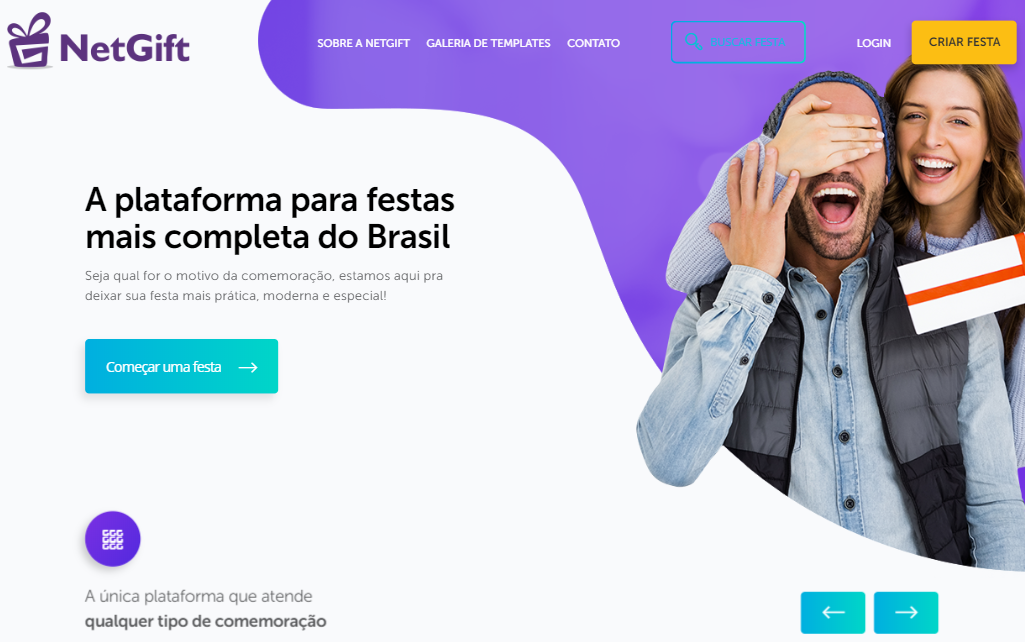 NetGift
SOBRE A NETGIFT
GALERIA DE TEMPLATES
CONTATO
BUSCAR FESTA
LOGIN
CRIAR FESTA
A plataforma para festas
mais completa do Brasil
Seja qual for o motivo da comemoração, estamos aqui pra
deixar sua festa mais prática, moderna e especial!
Começar uma festa
A única plataforma que atende
qualquer tipo de comemoração